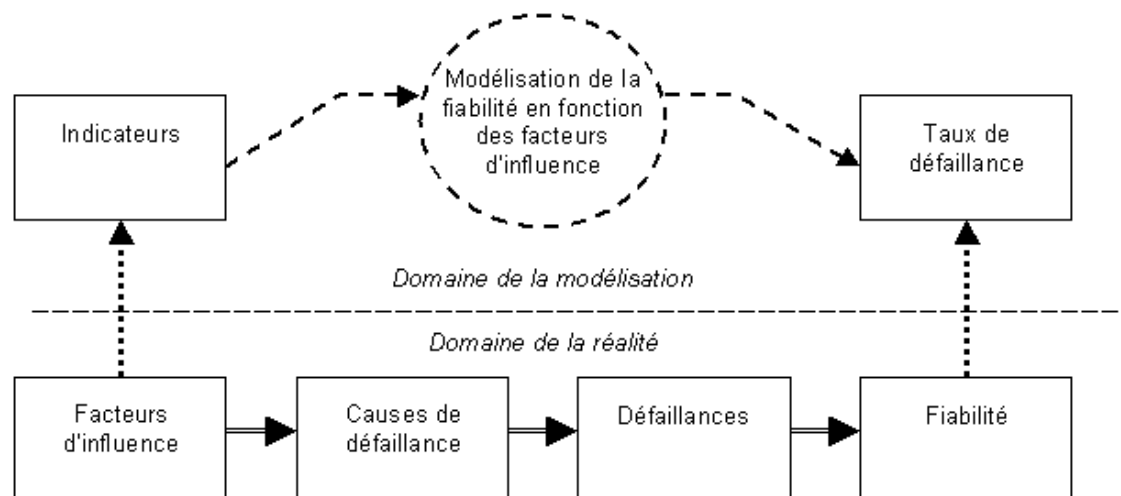 Indicateurs
Modélisation de la
fiabilité en fonction
des facteurs
d'influence
Taux de
défaillance
Domaine de la modélisation
Domaine de la réalité
Facteurs
d'influence
Causes de
défaillance
Défaillances
Fiabilité